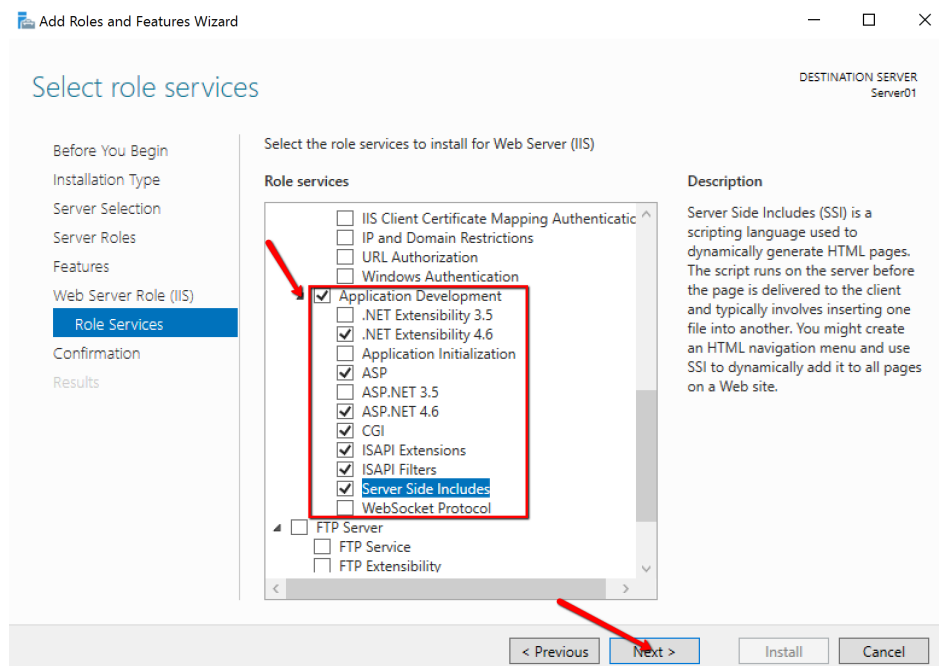 Add Roles and Features Wizard
Select role services
DESTINATION SERVER
Server01
Before You Begin
Installation Type
Server Selection
Server Roles
Features
Web Server Role (IIS)
Role Services
Confirmation
Results
Select the role services to install for Web Server (IIS)
Role services
IIS Client Certificate Mapping Authenticatic
IP and Domain Restrictions
URL Authorization
Windows Authentication
Application Development
.NET Extensibility 3.5
.NET Extensibility 4.6
Application Initialization
ASP
ASP.NET 3.5
ASP.NET 4.6
CGI
ISAPI Extensions
ISAPI Filters
Server Side Includes
WebSocket Protocol
FTP Server
FTP Service
FTP Extensibility
Description
Server Side Includes (SSI) is a
scripting language used to
dynamically generate HTML pages.
The script runs on the server before
the page is delivered to the client
and typically involves inserting one
file into another. You might create
an HTML navigation menu and use
SSI to dynamically add it to all pages
on a Web site.
< Previous
Next >
Install
Cancel